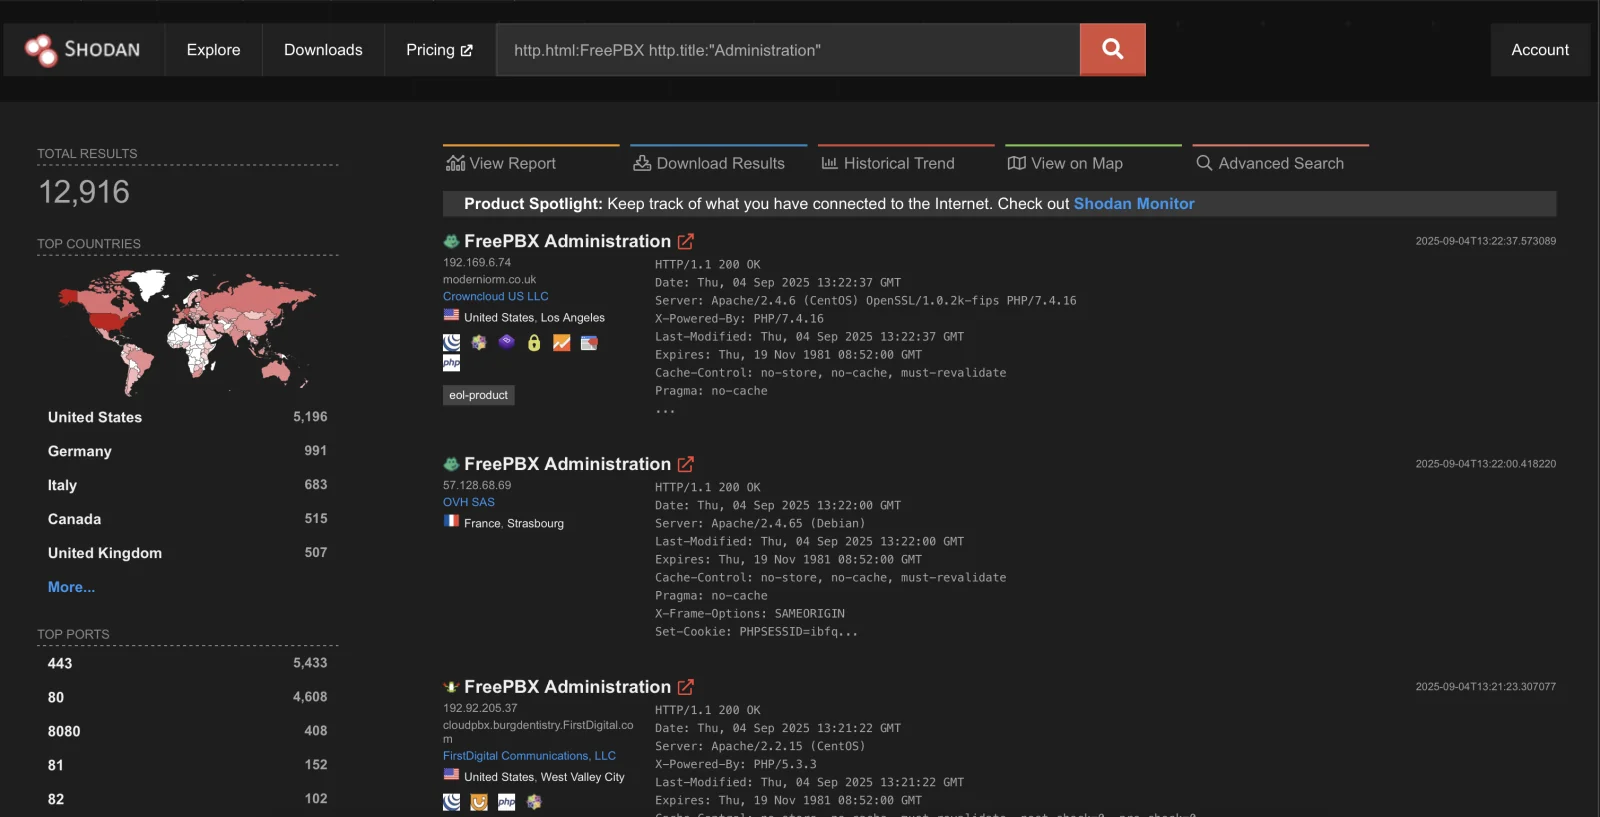 SHODAN
Explore
Downloads
Pricing
http.html:FreePBX http.title:"Administration"
Account
TOTAL RESULTS
12,916
TOP COUNTRIES
United States 5,196
Germany 991
Italy 683
Canada 515
United Kingdom 507
More...
TOP PORTS
443 5,433
80 4,608
8080 408
81 152
82 102
View Report
Download Results
Historical Trend
View on Map
Advanced Search
Product Spotlight: Keep track of what you have connected to the Internet. Check out Shodan Monitor
FreePBX Administration
2025-09-04T13:22:37.573089
192.169.6.74
moderniorm.co.uk
Crowncloud US LLC
United States, Los Angeles
php
eol-product
HTTP/1.1 200 OK
Date: Thu, 04 Sep 2025 13:22:37 GMT
Server: Apache/2.4.6 (CentOS) OpenSSL/1.0.2k-fips PHP/7.4.16
X-Powered-By: PHP/7.4.16
Last-Modified: Thu, 04 Sep 2025 13:22:37 GMT
Expires: Thu, 19 Nov 1981 08:52:00 GMT
Cache-Control: no-store, no-cache, must-revalidate
Pragma: no-cache
...
FreePBX Administration
2025-09-04T13:22:00.418220
57.128.68.69
OVH SAS
France, Strasbourg
HTTP/1.1 200 OK
Date: Thu, 04 Sep 2025 13:22:00 GMT
Server: Apache/2.4.65 (Debian)
Last-Modified: Thu, 04 Sep 2025 13:22:00 GMT
Expires: Thu, 19 Nov 1981 08:52:00 GMT
Cache-Control: no-store, no-cache, must-revalidate
Pragma: no-cache
X-Frame-Options: SAMEORIGIN
Set-Cookie: PHPSESSID=ibfq...
FreePBX Administration
2025-09-04T13:21:23.307077
192.92.205.37
cloudpbx.burgdentistry.FirstDigital.co
m
FirstDigital Communications, LLC
United States, West Valley City
php
HTTP/1.1 200 OK
Date: Thu, 04 Sep 2025 13:21:22 GMT
Server: Apache/2.2.15 (CentOS)
X-Powered-By: PHP/5.3.3
Last-Modified: Thu, 04 Sep 2025 13:21:22 GMT
Expires: Thu, 19 Nov 1981 08:52:00 GMT